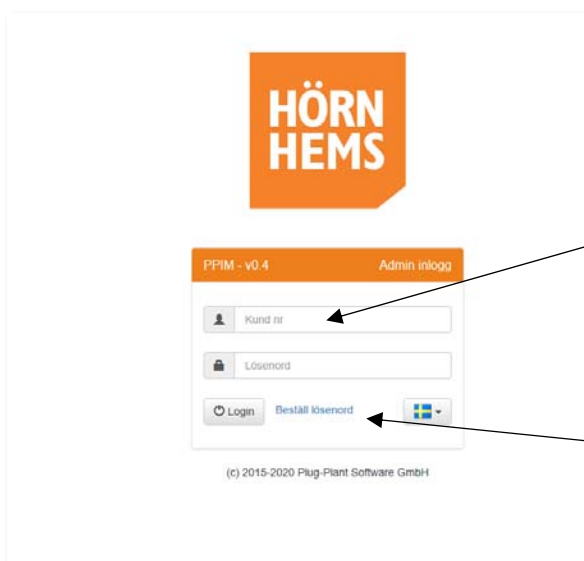 HÖRN
HEMS
PPIM - v0.4 Admin inlogg
Kund nr
Lösenord
Login Beställ lösenord
(c) 2015-2020 Plug-Plant Software GmbH